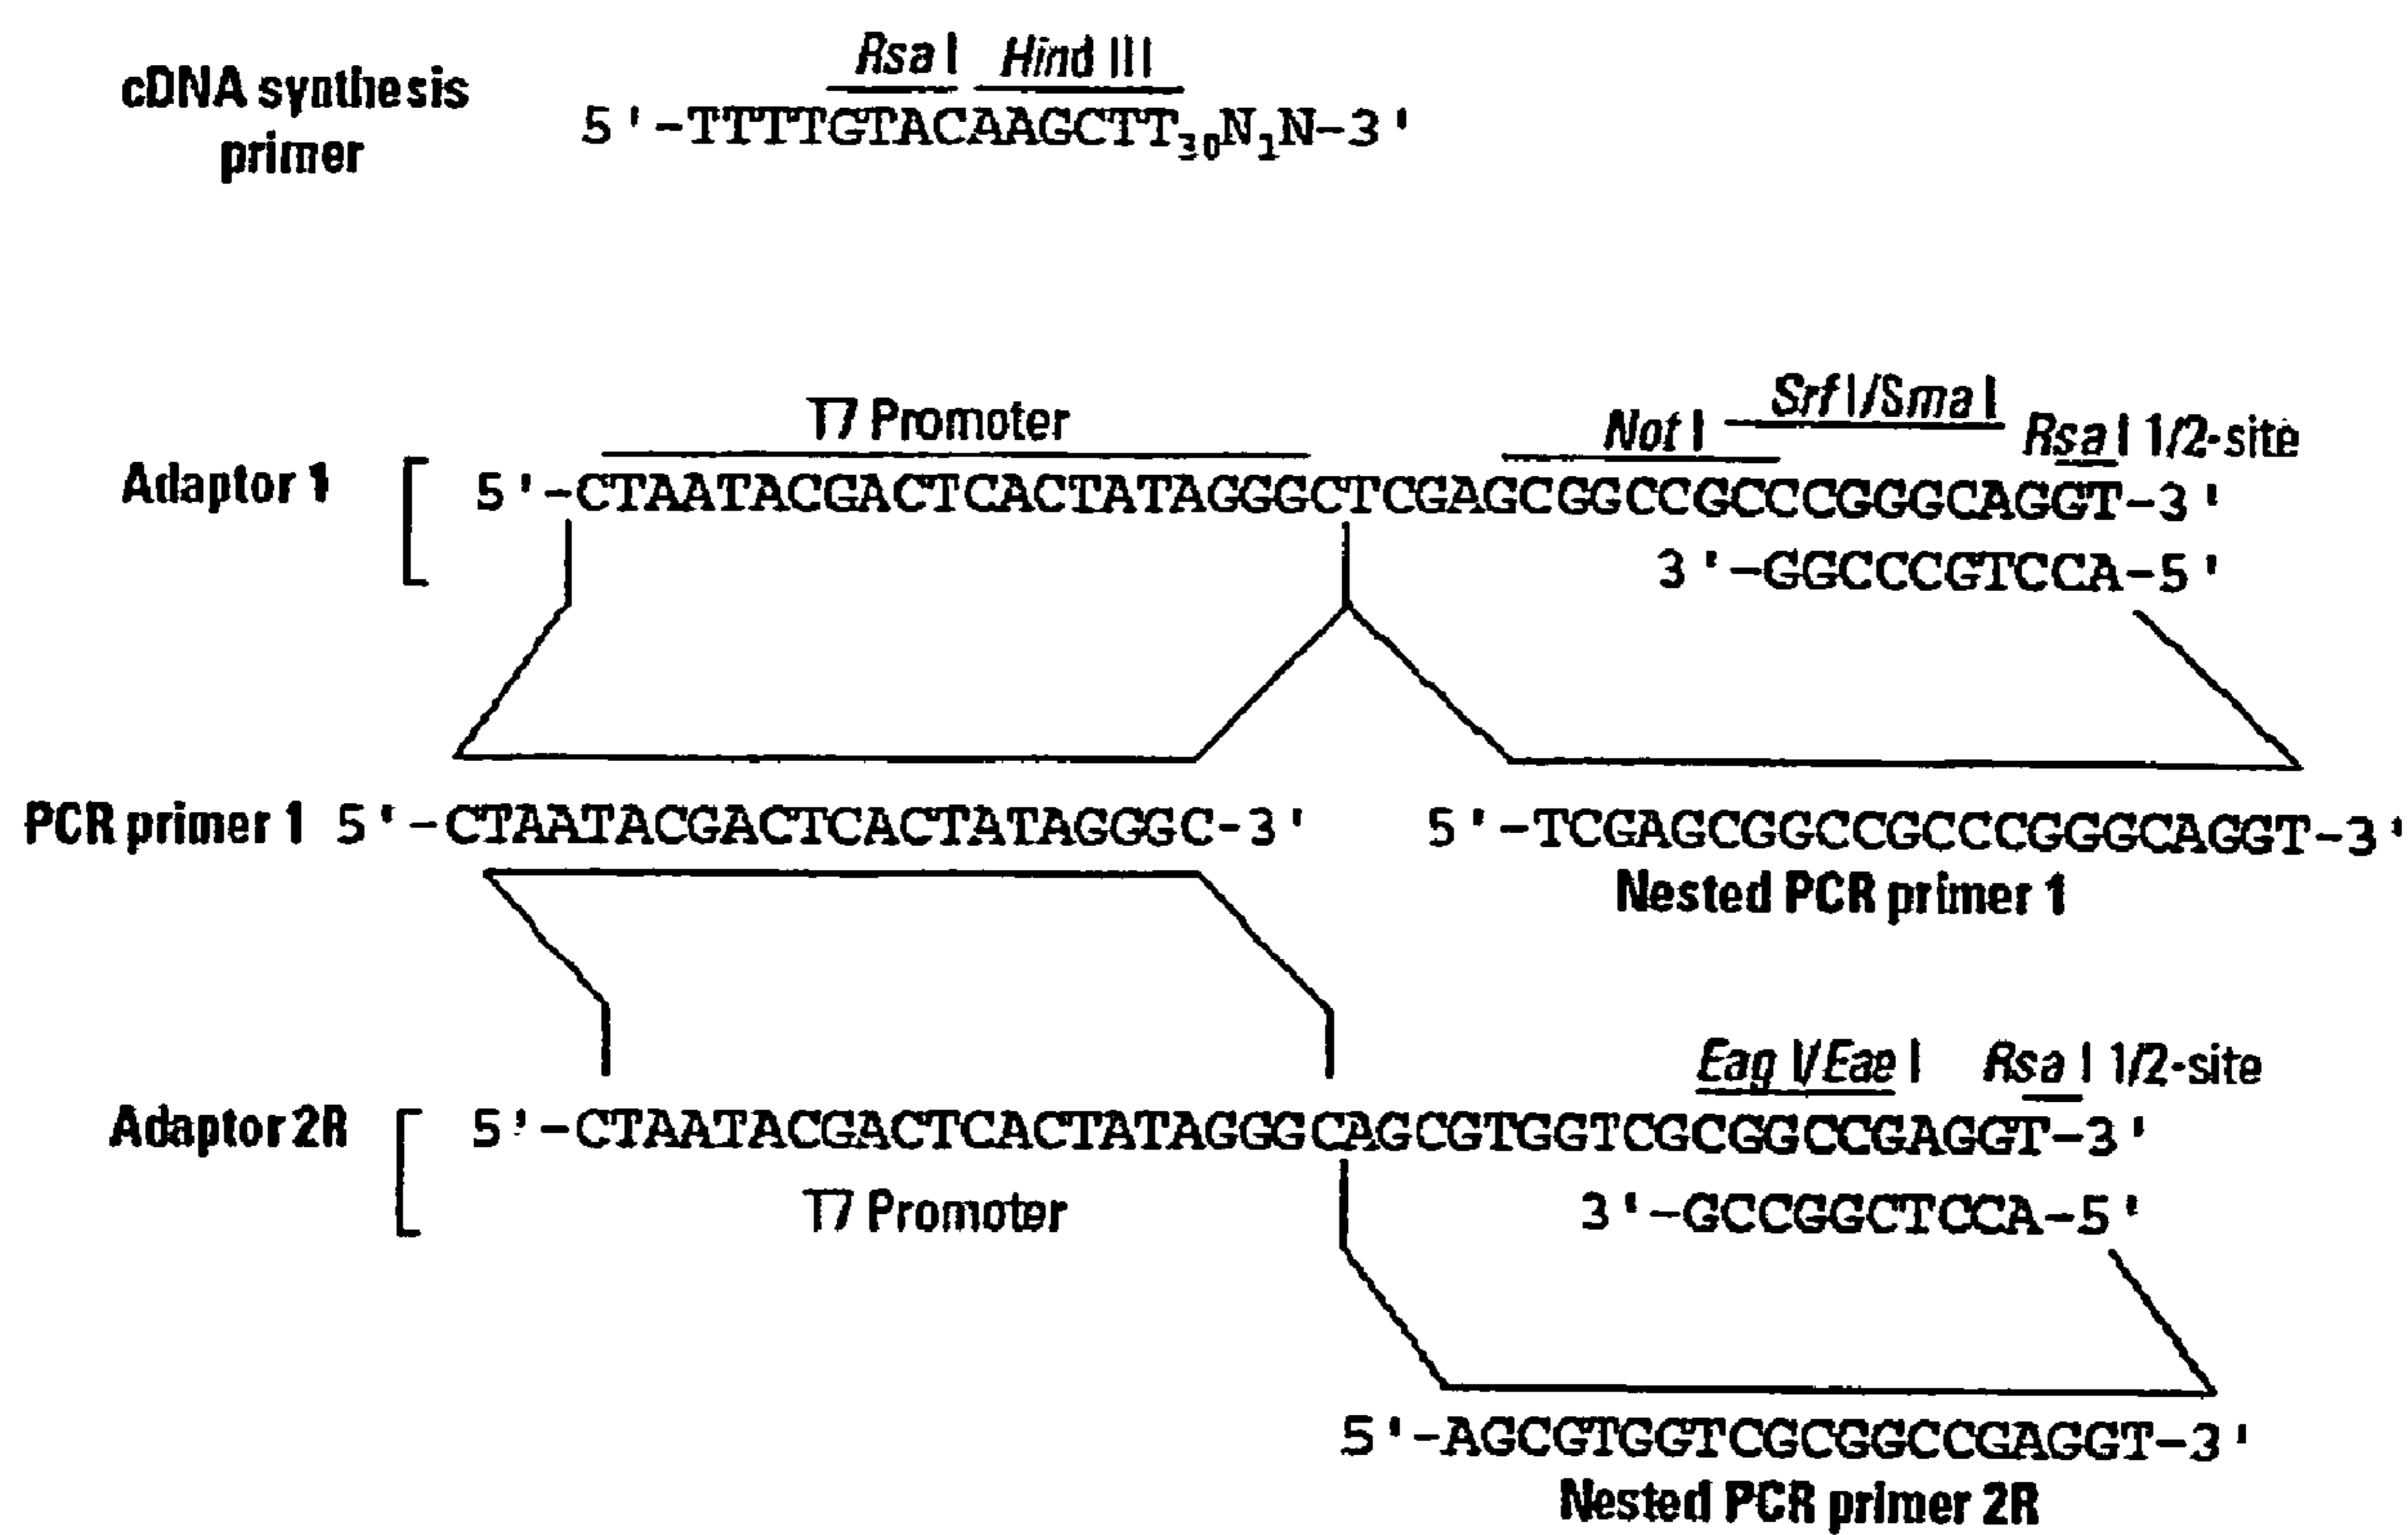 Rsa I Hind III
cDNA synthesis
primer
5'-TTTTGTACAAGCTT30N1N-3'
T7 Promoter Not I Srf I/Sma I Rsa I 1/2-site
Adaptor 1 5'-CTAATACGACTCACTATAGGGCTCGAGCGGCCGCCCGGGCAGGT-3'
3'-GGCCCGTCCA-5'
PCR primer 1 5'-CTAATACGACTCACTATAGGGC-3' 5'-TCGAGCGGCCGCCCGGGCAGGT-3'
Nested PCR primer 1
Eag I/Eae I Rsa I 1/2-site
Adaptor 2R 5'-CTAATACGACTCACTATAGGGCAGCGTGGTCGCGGCCGAGGT-3'
T7 Promoter 3'-GCCGGCTCCA-5'
5'-AGCGTGGTCGCGGCCGAGGT-3'
Nested PCR primer 2R